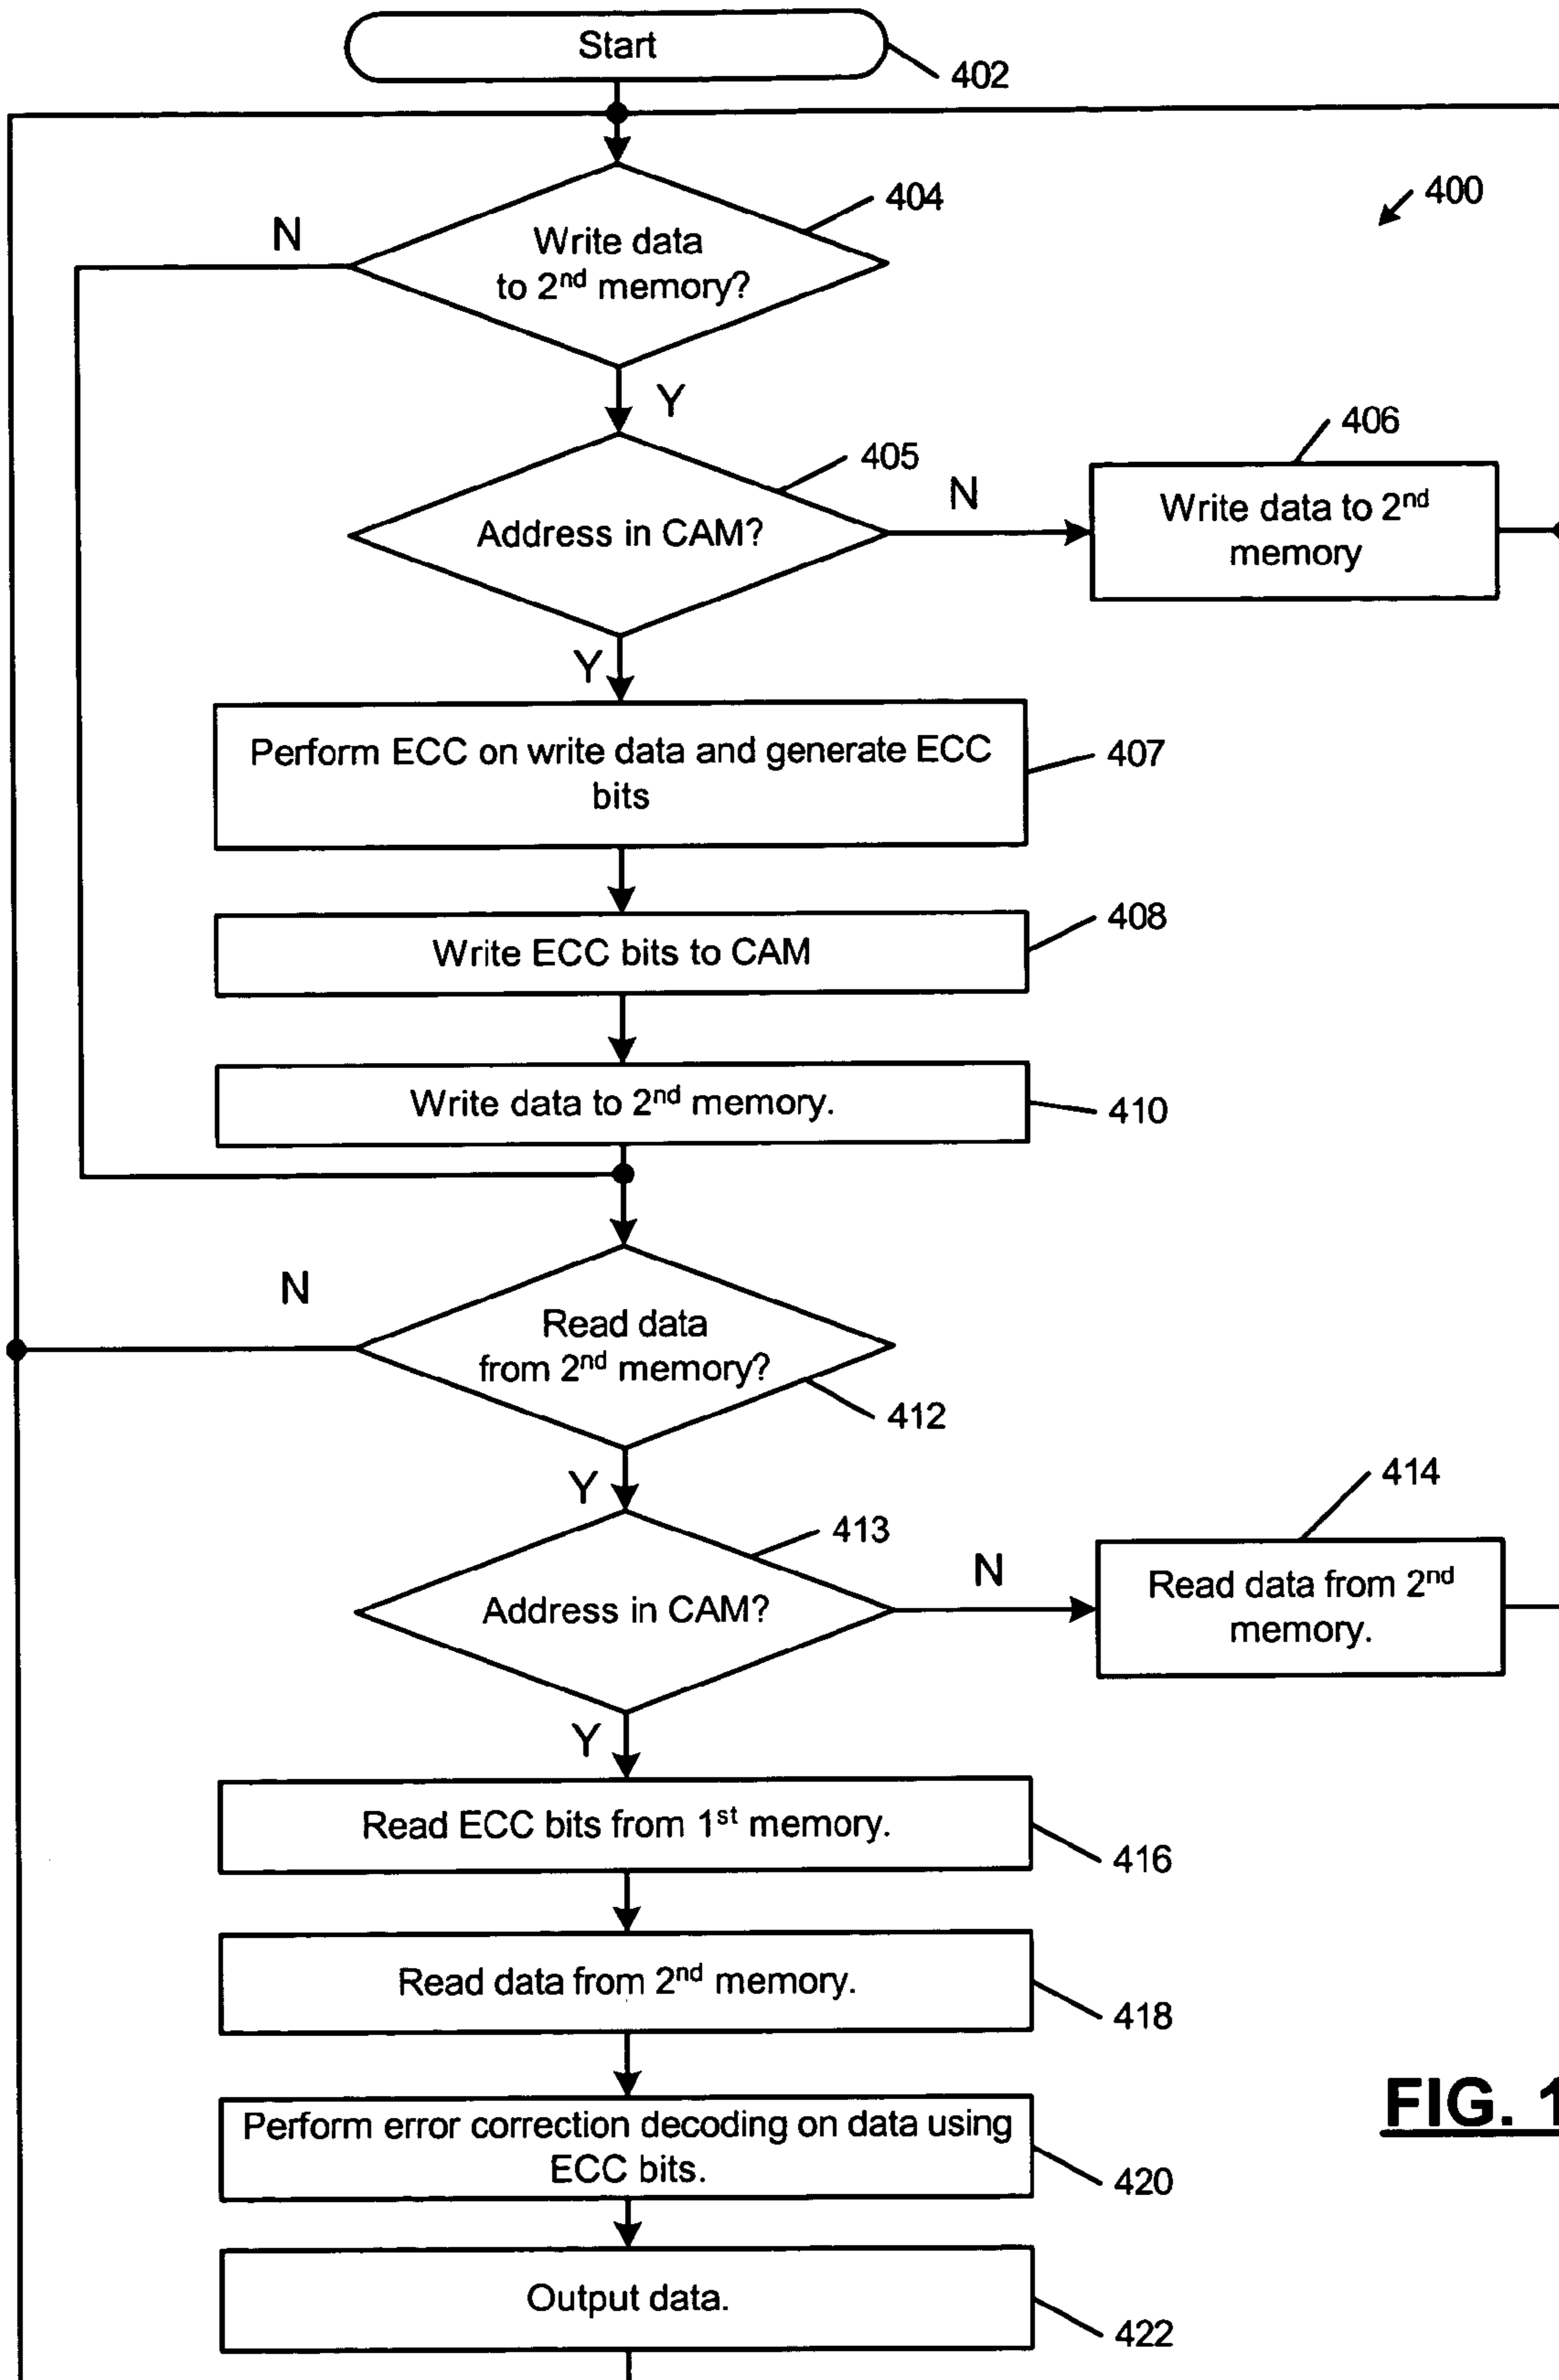 Start
402
400
404
N
Write data
to 2nd memory?
Y
406
405
N
Write data to 2nd
memory
Address in CAM?
Y
Perform ECC on write data and generate ECC
bits
407
408
Write ECC bits to CAM
Write data to 2nd memory.
410
N
Read data
from 2nd memory?
412
Y
414
413
N
Read data from 2nd
memory.
Address in CAM?
Y
Read ECC bits from 1st memory.
416
Read data from 2nd memory.
418
FIG. 1
Perform error correction decoding on data using
ECC bits.
420
Output data.
422